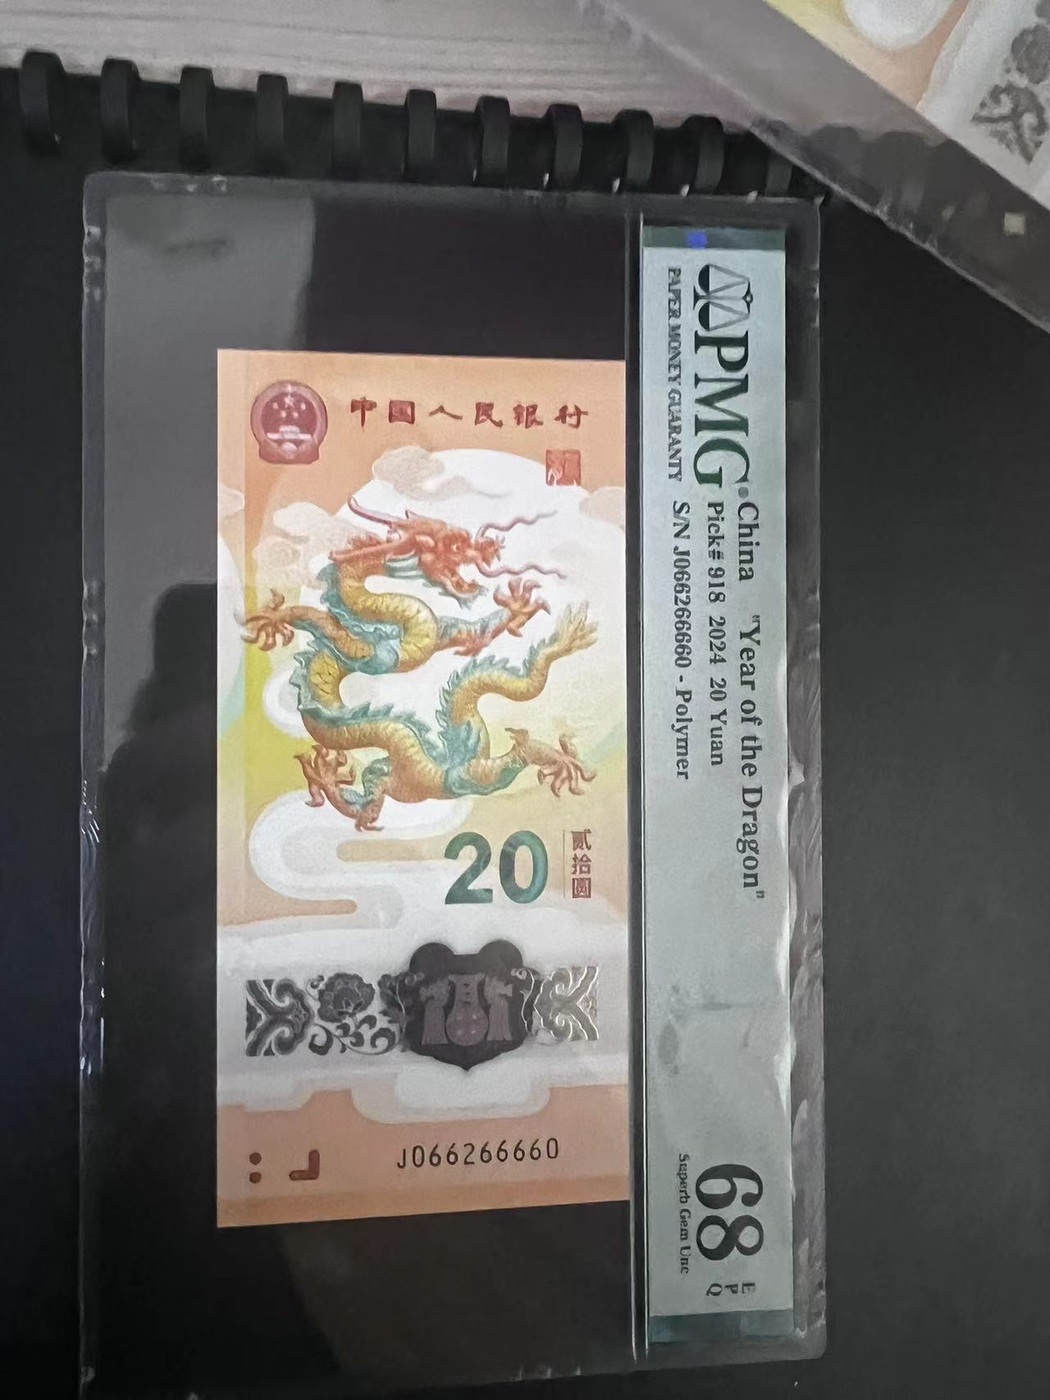 PMG
PAPER MONEY GUARANTY
China "Year of the Dragon"
Pick# 918 2024 20 Yuan
S/N J066266660 - Polymer
68
EPQ
Superb Gem Unc
中国人民银行
20
贰拾圆
J066266660